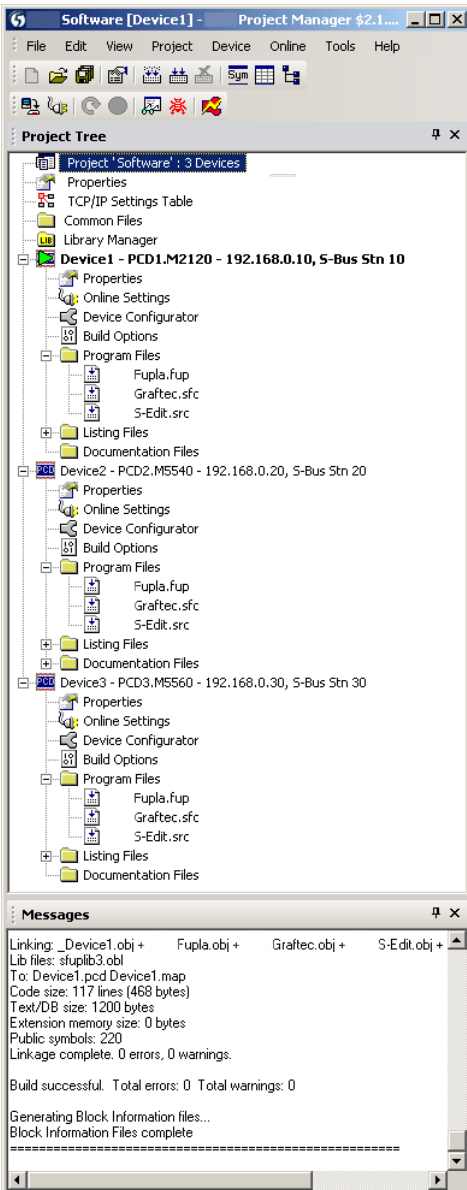 Software [Device1] - Project Manager $2.1....
File Edit View Project Device Online Tools Help
Sym
Project Tree
Project 'Software' : 3 Devices
Properties
TCP/IP Settings Table
Common Files
LIB Library Manager
Device1 - PCD1.M2120 - 192.168.0.10, S-Bus Stn 10
Properties
Online Settings
Device Configurator
Build Options
Program Files
Fupla.fup
Graftec.sfc
S-Edit.src
Listing Files
Documentation Files
PCD Device2 - PCD2.M5540 - 192.168.0.20, S-Bus Stn 20
Properties
Online Settings
Device Configurator
Build Options
Program Files
Fupla.fup
Graftec.sfc
S-Edit.src
Listing Files
Documentation Files
PCD Device3 - PCD3.M5560 - 192.168.0.30, S-Bus Stn 30
Properties
Online Settings
Device Configurator
Build Options
Program Files
Fupla.fup
Graftec.sfc
S-Edit.src
Listing Files
Documentation Files
Messages
Linking: _Device1.obj + Fupla.obj + Graftec.obj + S-Edit.obj +
Lib files: sfuplib3.obl
To: Device1.pcd Device1.map
Code size: 117 lines (468 bytes)
Text/DB size: 1200 bytes
Extension memory size: 0 bytes
Public symbols: 220
Linkage complete. 0 errors, 0 warnings.
Build successful. Total errors: 0 Total warnings: 0
Generating Block Information files...
Block Information Files complete
======================================================